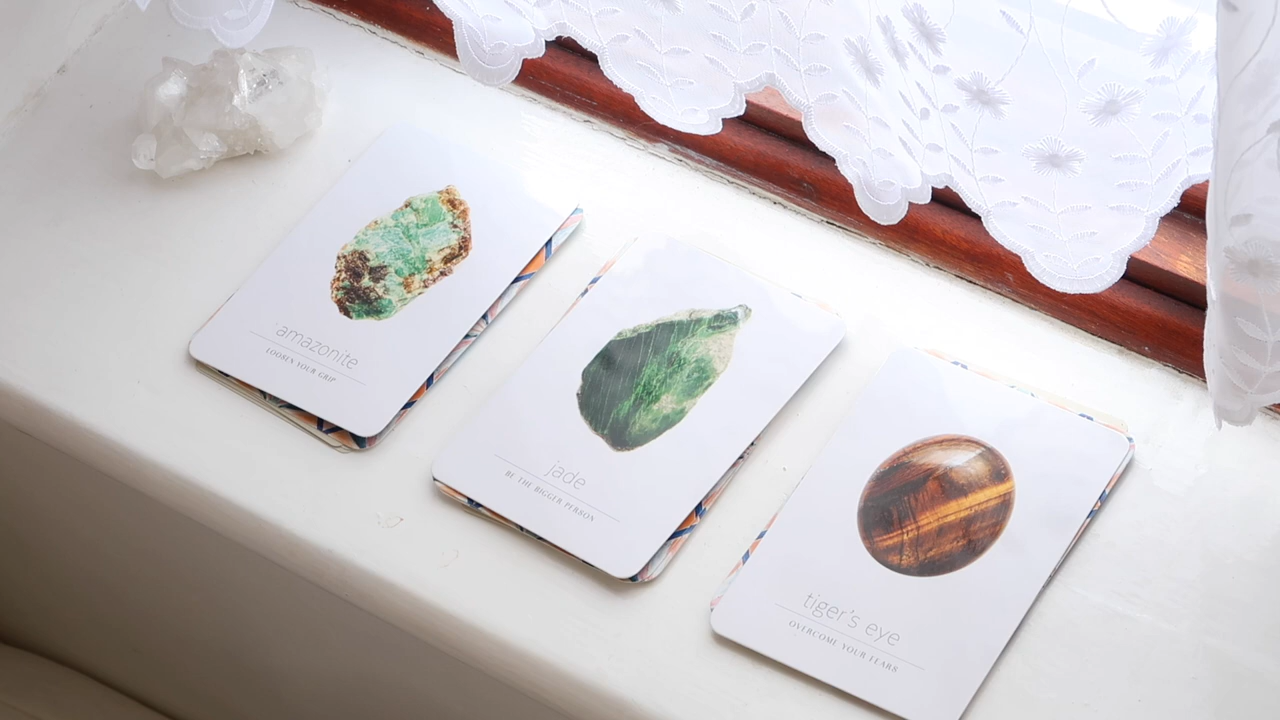 amazonite
LOOSEN YOUR GRIP
jade
BE THE BIGGER PERSON
tiger's eye
OVERCOME YOUR FEARS